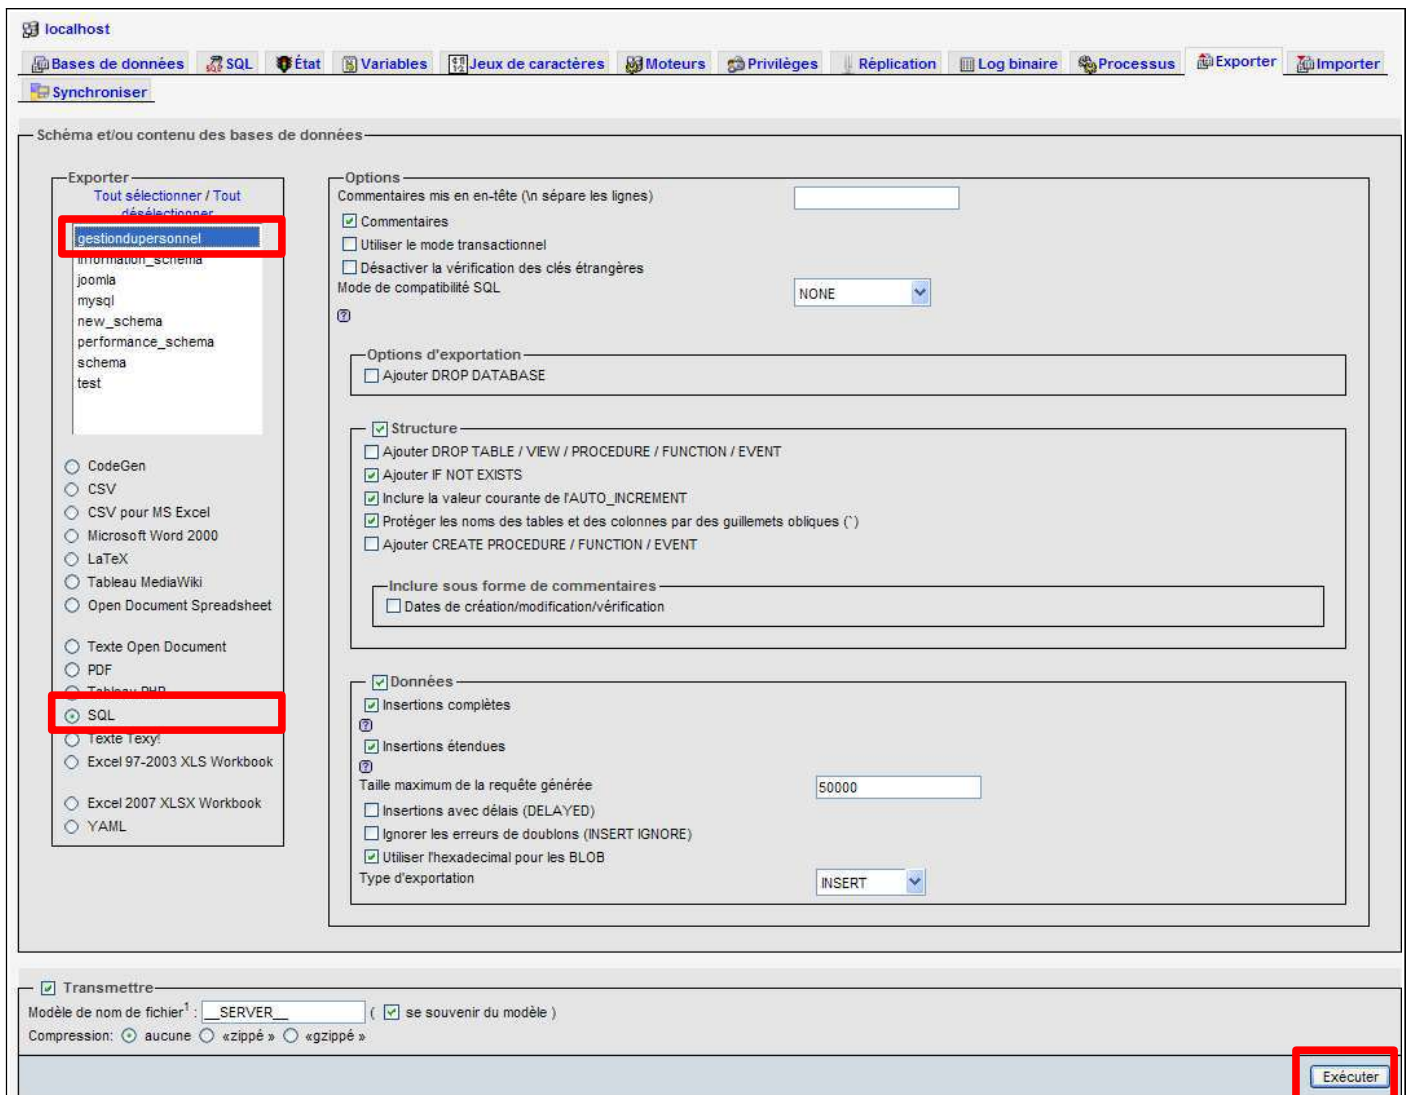 localhost
Bases de données SQL État Variables Jeux de caractères Moteurs Privilèges Réplication Log binaire Processus Exporter Importer
Synchroniser
Schéma et/ou contenu des bases de données
Exporter
Tout sélectionner / Tout
désélectionner
gestiondupersonnel
information_schema
joomla
mysql
new_schema
performance_schema
schema
test
CodeGen
CSV
CSV pour MS Excel
Microsoft Word 2000
LaTeX
Tableau MediaWiki
Open Document Spreadsheet
Texte Open Document
PDF
Tableau PHP
SQL
Texte Texy!
Excel 97-2003 XLS Workbook
Excel 2007 XLSX Workbook
YAML
Options
Commentaires mis en en-tête (\n sépare les lignes)
Commentaires
Utiliser le mode transactionnel
Désactiver la vérification des clés étrangères
Mode de compatibilité SQL NONE
?
Options d'exportation
Ajouter DROP DATABASE
Structure
Ajouter DROP TABLE / VIEW / PROCEDURE / FUNCTION / EVENT
Ajouter IF NOT EXISTS
Inclure la valeur courante de l'AUTO_INCREMENT
Protéger les noms des tables et des colonnes par des guillemets obliques (`)
Ajouter CREATE PROCEDURE / FUNCTION / EVENT
Inclure sous forme de commentaires
Dates de création/modification/vérification
Données
Insertions complètes
?
Insertions étendues
?
Taille maximum de la requête générée 50000
Insertions avec délais (DELAYED)
Ignorer les erreurs de doublons (INSERT IGNORE)
Utiliser l'hexadecimal pour les BLOB
Type d'exportation INSERT
Transmettre
Modèle de nom de fichier¹ : __SERVER__ ( se souvenir du modèle )
Compression: aucune «zippé » «gzippé »
Exécuter